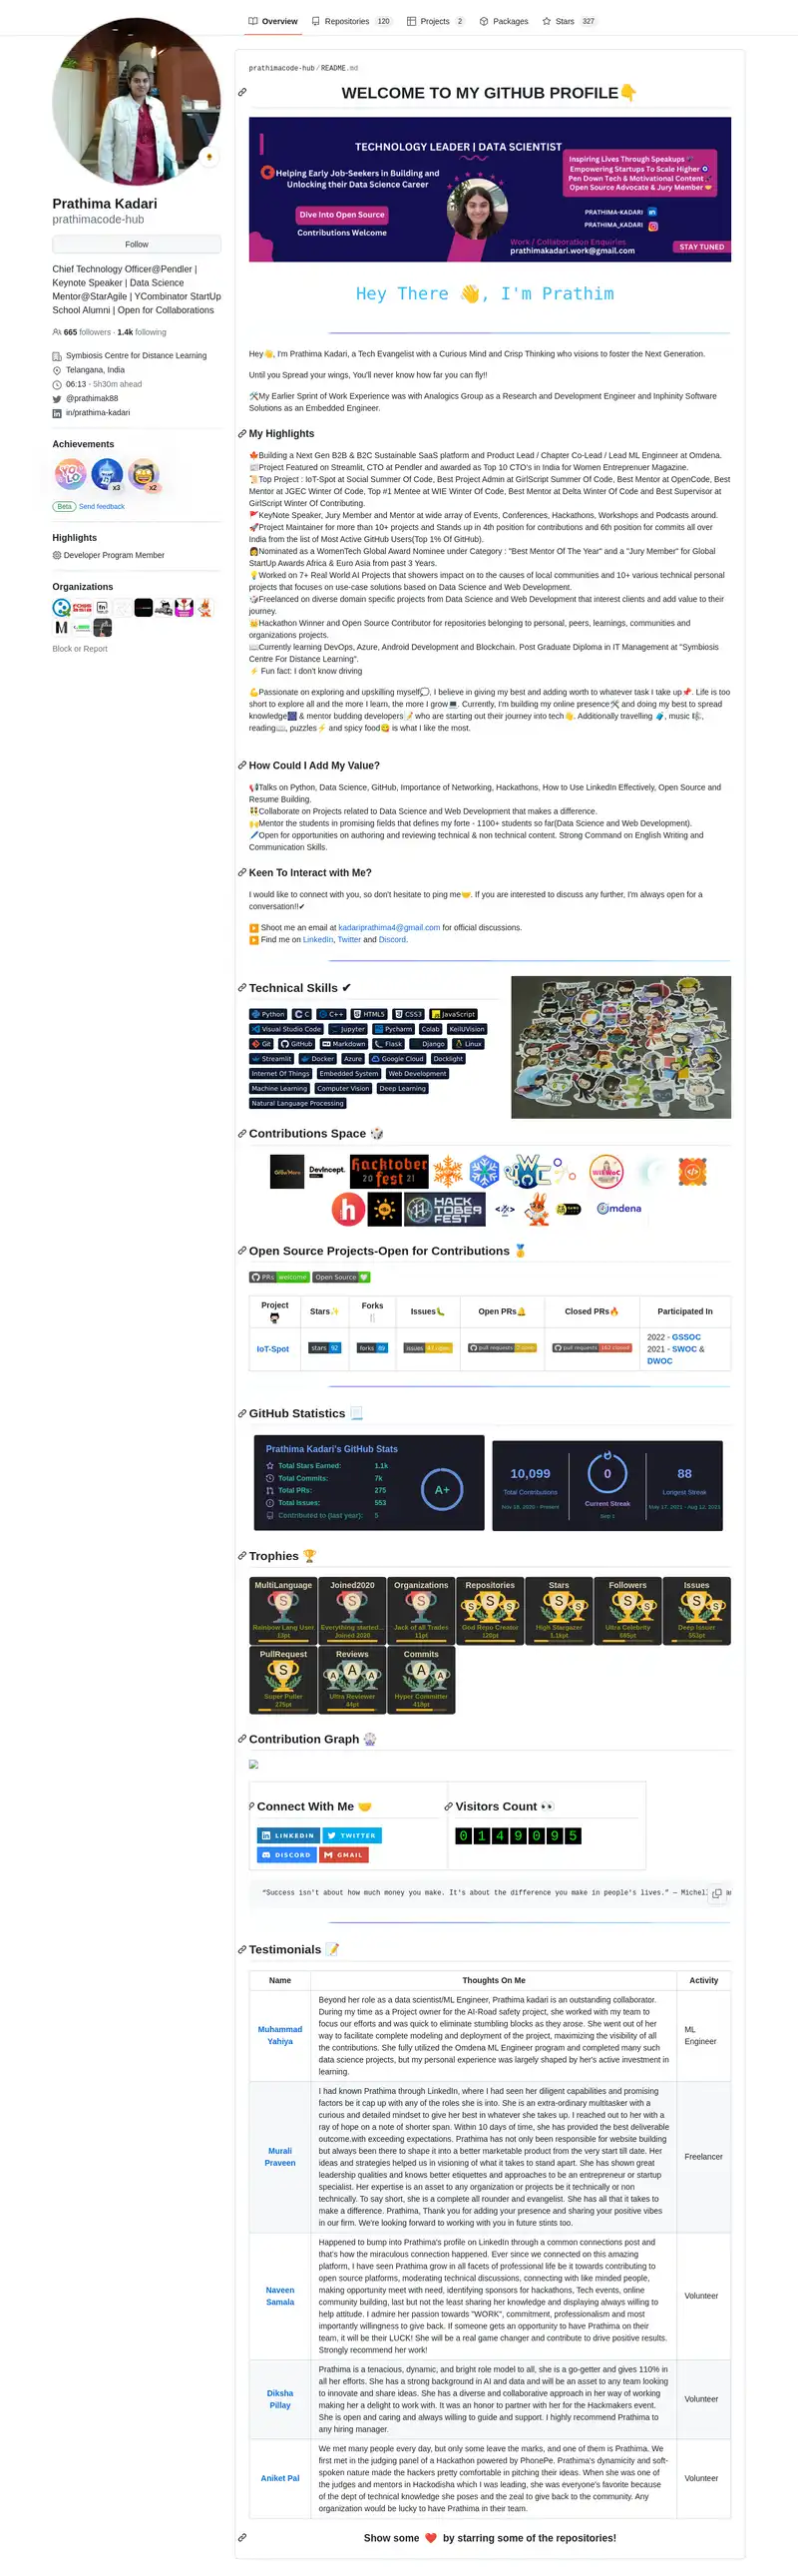 Overview Repositories 120 Projects 2 Packages Stars 327
Prathima Kadari
prathimacode-hub
Follow
Chief Technology Officer@Pendler |
Keynote Speaker | Data Science
Mentor@StarAgile | YCombinator StartUp
School Alumni | Open for Collaborations
665 followers · 1.4k following
Symbiosis Centre for Distance Learning
Telangana, India
06:13 - 5h30m ahead
@prathimak88
in/prathima-kadari
Achievements
YOLO
x3 x2
Beta Send feedback
Highlights
Developer Program Member
Organizations
Block or Report
prathimacode-hub/README.md
WELCOME TO MY GITHUB PROFILE👇
TECHNOLOGY LEADER | DATA SCIENTIST
⭕Helping Early Job-Seekers in Building and
Unlocking their Data Science Career
Dive Into Open Source
Contributions Welcome
Inspiring Lives Through Speakups
Empowering Startups To Scale Higher
Pen Down Tech & Motivational Content
Open Source Advocate & Jury Member
PRATHIMA-KADARI
PRATHIMA_KADARI
Work / Collaboration Enquiries
prathimakadari.work@gmail.com
STAY TUNED
Hey There 👋, I'm Prathim
Hey👋, I'm Prathima Kadari, a Tech Evangelist with a Curious Mind and Crisp Thinking who visions to foster the Next Generation.
Until you Spread your wings, You'll never know how far you can fly!!
🛠My Earlier Sprint of Work Experience was with Analogics Group as a Research and Development Engineer and Inphinity Software
Solutions as an Embedded Engineer.
My Highlights
🍁Building a Next Gen B2B & B2C Sustainable SaaS platform and Product Lead / Chapter Co-Lead / Lead ML Engineer at Omdena.
📰Project Featured on Streamlit, CTO at Pendler and awarded as Top 10 CTO's in India for Women Entreprenuer Magazine.
📜Top Project : IoT-Spot at Social Summer Of Code, Best Project Admin at GirlScript Summer Of Code, Best Mentor at OpenCode, Best
Mentor at JGEC Winter Of Code, Top #1 Mentee at WIE Winter Of Code, Best Mentor at Delta Winter Of Code and Best Supervisor at
GirlScript Winter Of Contributing.
🚩KeyNote Speaker, Jury Member and Mentor at wide array of Events, Conferences, Hackathons, Workshops and Podcasts around.
🚀Project Maintainer for more than 10+ projects and Stands up in 4th position for contributions and 6th position for commits all over
India from the list of Most Active GitHub Users(Top 1% Of GitHub).
👩Nominated as a WomenTech Global Award Nominee under Category : "Best Mentor Of The Year" and a "Jury Member" for Global
StartUp Awards Africa & Euro Asia from past 3 Years.
💡Worked on 7+ Real World AI Projects that showers impact on to the causes of local communities and 10+ various technical personal
projects that focuses on use-case solutions based on Data Science and Web Development.
🎲Freelanced on diverse domain specific projects from Data Science and Web Development that interest clients and add value to their
journey.
👑Hackathon Winner and Open Source Contributor for repositories belonging to personal, peers, learnings, communities and
organizations projects.
📖Currently learning DevOps, Azure, Android Development and Blockchain. Post Graduate Diploma in IT Management at "Symbiosis
Centre For Distance Learning".
⚡ Fun fact: I don't know driving
💪Passionate on exploring and upskilling myself💭, I believe in giving my best and adding worth to whatever task I take up📌. Life is too
short to explore all and the more I learn, the more I grow💻. Currently, I'm building my online presence🛠 and doing my best to spread
knowledge🎆 & mentor budding developers📝 who are starting out their journey into tech👋. Additionally travelling 🧳, music 🎼,
reading📖, puzzles⚡ and spicy food😋 is what I like the most.
How Could I Add My Value?
📢Talks on Python, Data Science, GitHub, Importance of Networking, Hackathons, How to Use LinkedIn Effectively, Open Source and
Resume Building.
👯Collaborate on Projects related to Data Science and Web Development that makes a difference.
🙌Mentor the students in promising fields that defines my forte - 1100+ students so far(Data Science and Web Development).
🖊Open for opportunities on authoring and reviewing technical & non technical content. Strong Command on English Writing and
Communication Skills.
Keen To Interact with Me?
I would like to connect with you, so don't hesitate to ping me🤝. If you are interested to discuss any further, I'm always open for a
conversation!!✔
▶ Shoot me an email at kadariprathima4@gmail.com for official discussions.
▶ Find me on LinkedIn, Twitter and Discord.
Technical Skills ✔
Python C C++ HTML5 CSS3 JavaScript
Visual Studio Code Jupyter Pycharm Colab KeilUVision
Git GitHub Markdown Flask Django Linux
Streamlit Docker Azure Google Cloud Docklight
Internet Of Things Embedded System Web Development
Machine Learning Computer Vision Deep Learning
Natural Language Processing
Contributions Space 🎲
DevIncept.
Hacktober
fest 21
HACK
TOBER
FEST
Omdena
Open Source Projects-Open for Contributions 🏅
PRs welcome Open Source
Project Stars✨ Forks🍴 Issues🐛 Open PRs🔔 Closed PRs🔥 Participated In
IoT-Spot stars 92 forks 89 issues pull requests pull requests 162 closed
2022 - GSSOC
2021 - SWOC &
DWOC
GitHub Statistics 📃
Prathima Kadari's GitHub Stats
Total Stars Earned: 1.1k
Total Commits: 7k
Total PRs: 275
Total Issues: 553
Contributed to (last year): 5
A+
10,099 0 88
Total Contributions Current Streak Longest Streak
Nov 18, 2020 - Present Sep 1 May 17, 2021 - Aug 12, 2021
Trophies 🏆
MultiLanguage Joined2020 Organizations Repositories Stars Followers Issues
S S S S S S S
Rainbow Lang User Everything started... Jack of all Trades God Repo Creator High Stargazer Ultra Celebrity Deep Issuer
13pt Joined 2020 11pt 120pt 1.1kpt 665pt 553pt
PullRequest Reviews Commits
S A A A A A A
Super Puller Ultra Reviewer Hyper Committer
275pt 44pt 418pt
Contribution Graph 🎡
Connect With Me 🤝 Visitors Count 👀
LINKEDIN TWITTER
DISCORD GMAIL
0149095
“Success isn't about how much money you make. It's about the difference you make in people's lives.” — Michel
Testimonials 📝
Name Thoughts On Me Activity
Muhammad
Yahiya
Beyond her role as a data scientist/ML Engineer, Prathima kadari is an outstanding collaborator.
During my time as a Project owner for the AI-Road safety project, she worked with my team to
focus our efforts and was quick to eliminate stumbling blocks as they arose. She went out of her
way to facilitate complete modeling and deployment of the project, maximizing the visibility of all
the contributions. She fully utilized the Omdena ML Engineer program and completed many such
data science projects, but my personal experience was largely shaped by her's active investment in
learning.
ML
Engineer
Murali
Praveen
I had known Prathima through LinkedIn, where I had seen her diligent capabilities and promising
factors be it cap up with any of the roles she is into. She is an extra-ordinary multitasker with a
curious and detailed mindset to give her best in whatever she takes up. I reached out to her with a
ray of hope on a note of shorter span. Within 10 days of time, she has provided the best deliverable
outcome.with exceeding expectations. Prathima has not only been responsible for website building
but always been there to shape it into a better marketable product from the very start till date. Her
ideas and strategies helped us in visioning of what it takes to stand apart. She has shown great
leadership qualities and knows better etiquettes and approaches to be an entrepreneur or startup
specialist. Her expertise is an asset to any organization or projects be it technically or non
technically. To say short, she is a complete all rounder and evangelist. She has all that it takes to
make a difference. Prathima, Thank you for adding your presence and sharing your positive vibes
in our firm. We're looking forward to working with you in future stints too.
Freelancer
Naveen
Samala
Happened to bump into Prathima's profile on LinkedIn through a common connections post and
that's how the miraculous connection happened. Ever since we connected on this amazing
platform, I have seen Prathima grow in all facets of professional life be it towards contributing to
open source platforms, moderating technical discussions, connecting with like minded people,
making opportunity meet with need, identifying sponsors for hackathons, Tech events, online
community building, last but not the least sharing her knowledge and displaying always willing to
help attitude. I admire her passion towards "WORK", commitment, professionalism and most
importantly willingness to give back. If someone gets an opportunity to have Prathima on their
team, it will be their LUCK! She will be a real game changer and contribute to drive positive results.
Strongly recommend her work!
Volunteer
Diksha
Pillay
Prathima is a tenacious, dynamic, and bright role model to all, she is a go-getter and gives 110% in
all her efforts. She has a strong background in AI and data and will be an asset to any team looking
to innovate and share ideas. She has a diverse and collaborative approach in her way of working
making her a delight to work with. It was an honor to partner with her for the Hackmakers event.
She is open and caring and always willing to guide and support. I highly recommend Prathima to
any hiring manager.
Volunteer
Aniket Pal
We met many people every day, but only some leave the marks, and one of them is Prathima. We
first met in the judging panel of a Hackathon powered by PhonePe. Prathima's dynamicity and soft-
spoken nature made the hackers pretty comfortable in pitching their ideas. When she was one of
the judges and mentors in Hackodisha which I was leading, she was everyone's favorite because
of the dept of technical knowledge she poses and the zeal to give back to the community. Any
organization would be lucky to have Prathima in their team.
Volunteer
Show some ❤ by starring some of the repositories!